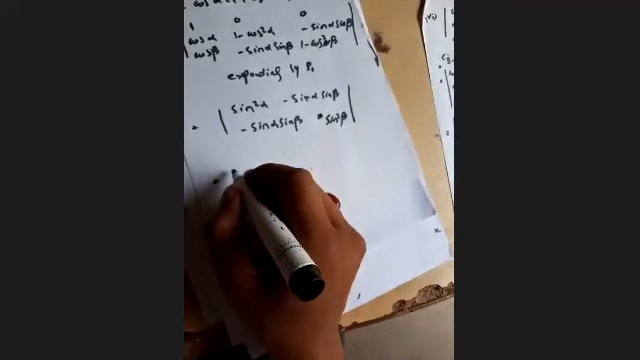 1 0 0
cosα 1-cos²α -sinαsinβ
cosβ -sinαsinβ 1-cos²β
expanding by R₁
= | sin²α -sinαsinβ |
| -sinαsinβ sin²β |